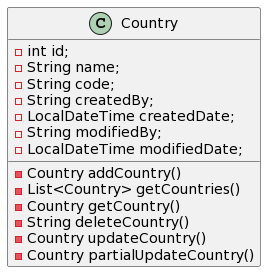 C Country
int id;
String name;
String code;
String createdBy;
LocalDateTime createdDate;
String modifiedBy;
LocalDateTime modifiedDate;
Country addCountry()
List<Country> getCountries()
Country getCountry()
String deleteCountry()
Country updateCountry()
Country partialUpdateCountry()